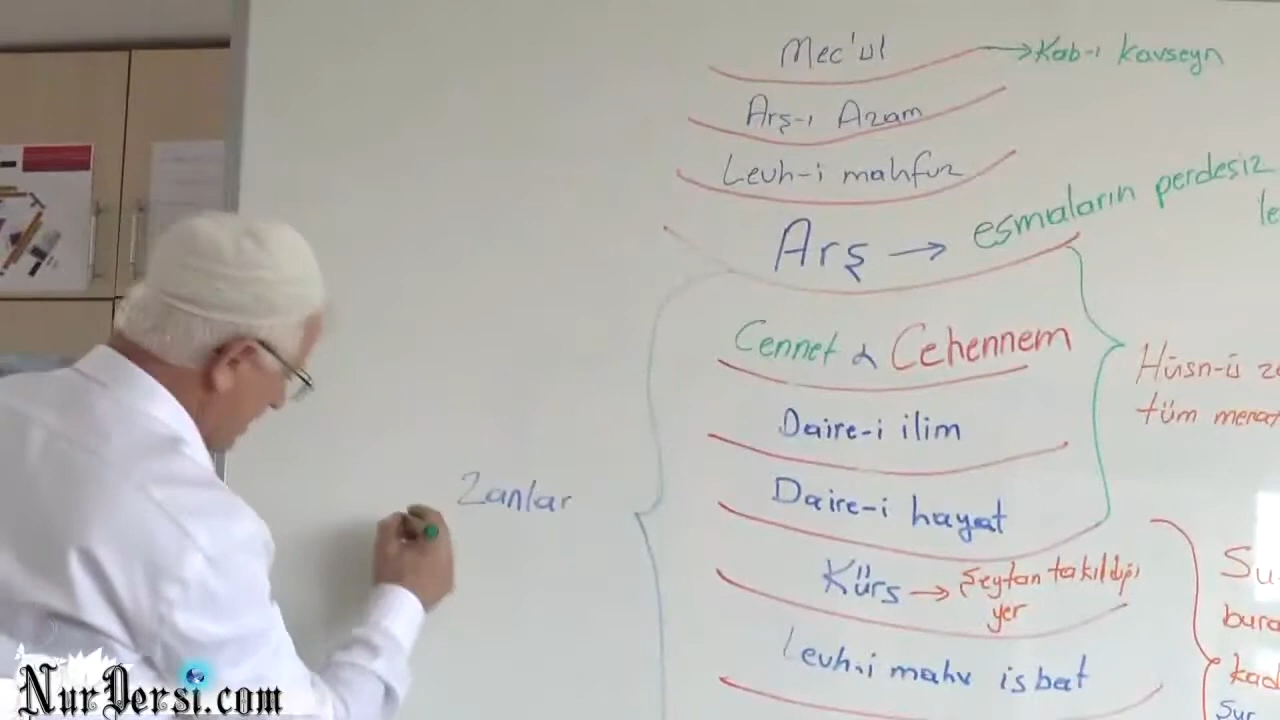 Mec'ul → Kab-ı kavseyn
Arş-ı Azam
Levh-i mahfuz
Arş → esmaların perdesiz
Cennet & Cehennem
Hüsn-ü
tüm
Daire-i ilim
Zanlar
Daire-i hayat
Kürs → Şeytan takıldığı
yer
Levh-i mahv isbat
NurDersi.com